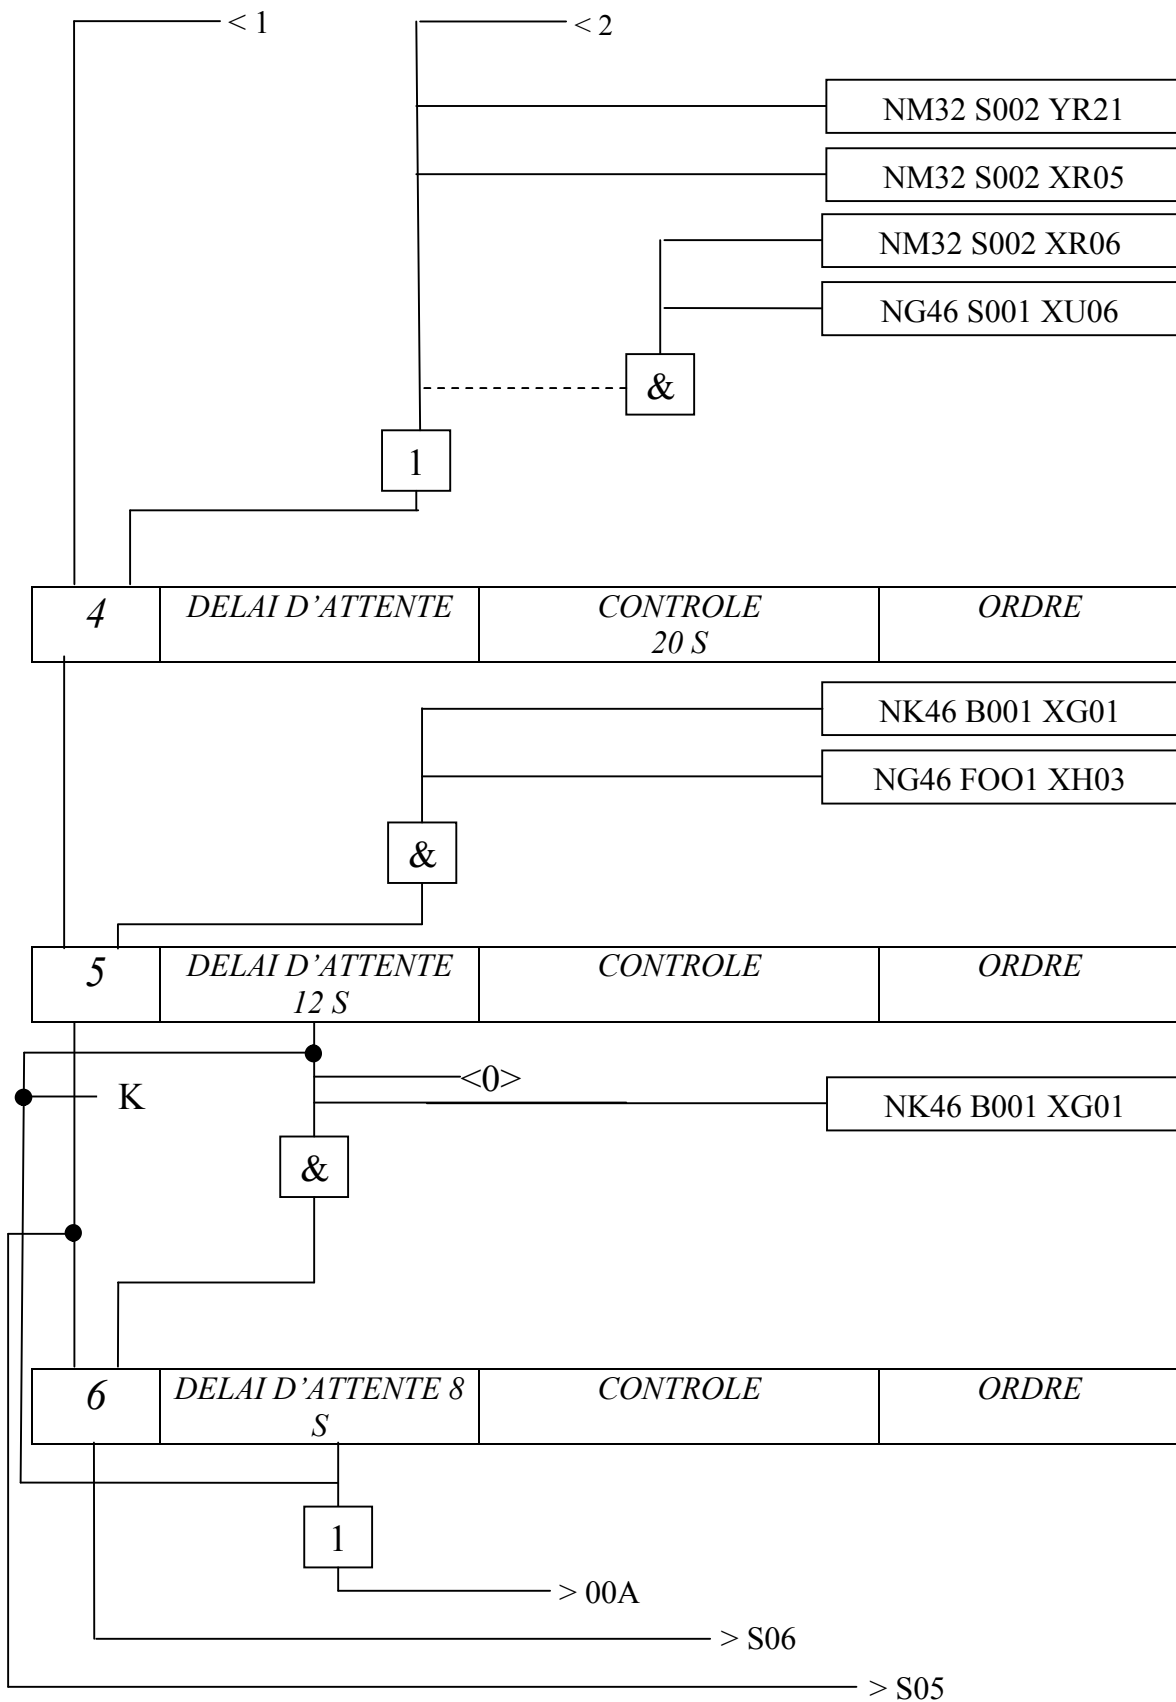 < 1
< 2
NM32 S002 YR21
NM32 S002 XR05
NM32 S002 XR06
NG46 S001 XU06
&
1
4 DELAI D'ATTENTE CONTROLE ORDRE
20 S
NK46 B001 XG01
NG46 FOO1 XH03
&
5 DELAI D'ATTENTE CONTROLE ORDRE
12 S
<0>
K
NK46 B001 XG01
&
6 DELAI D'ATTENTE 8 CONTROLE ORDRE
S
1
> 00A
> S06
> S05